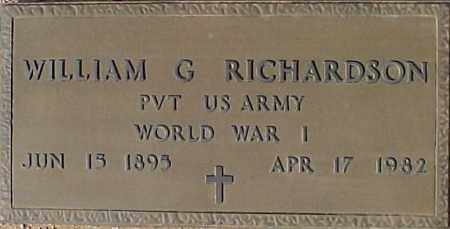 WILLIAM G RICHARDSON
PVT US ARMY
WORLD WAR I
JUN 15 1895 APR 17 1982